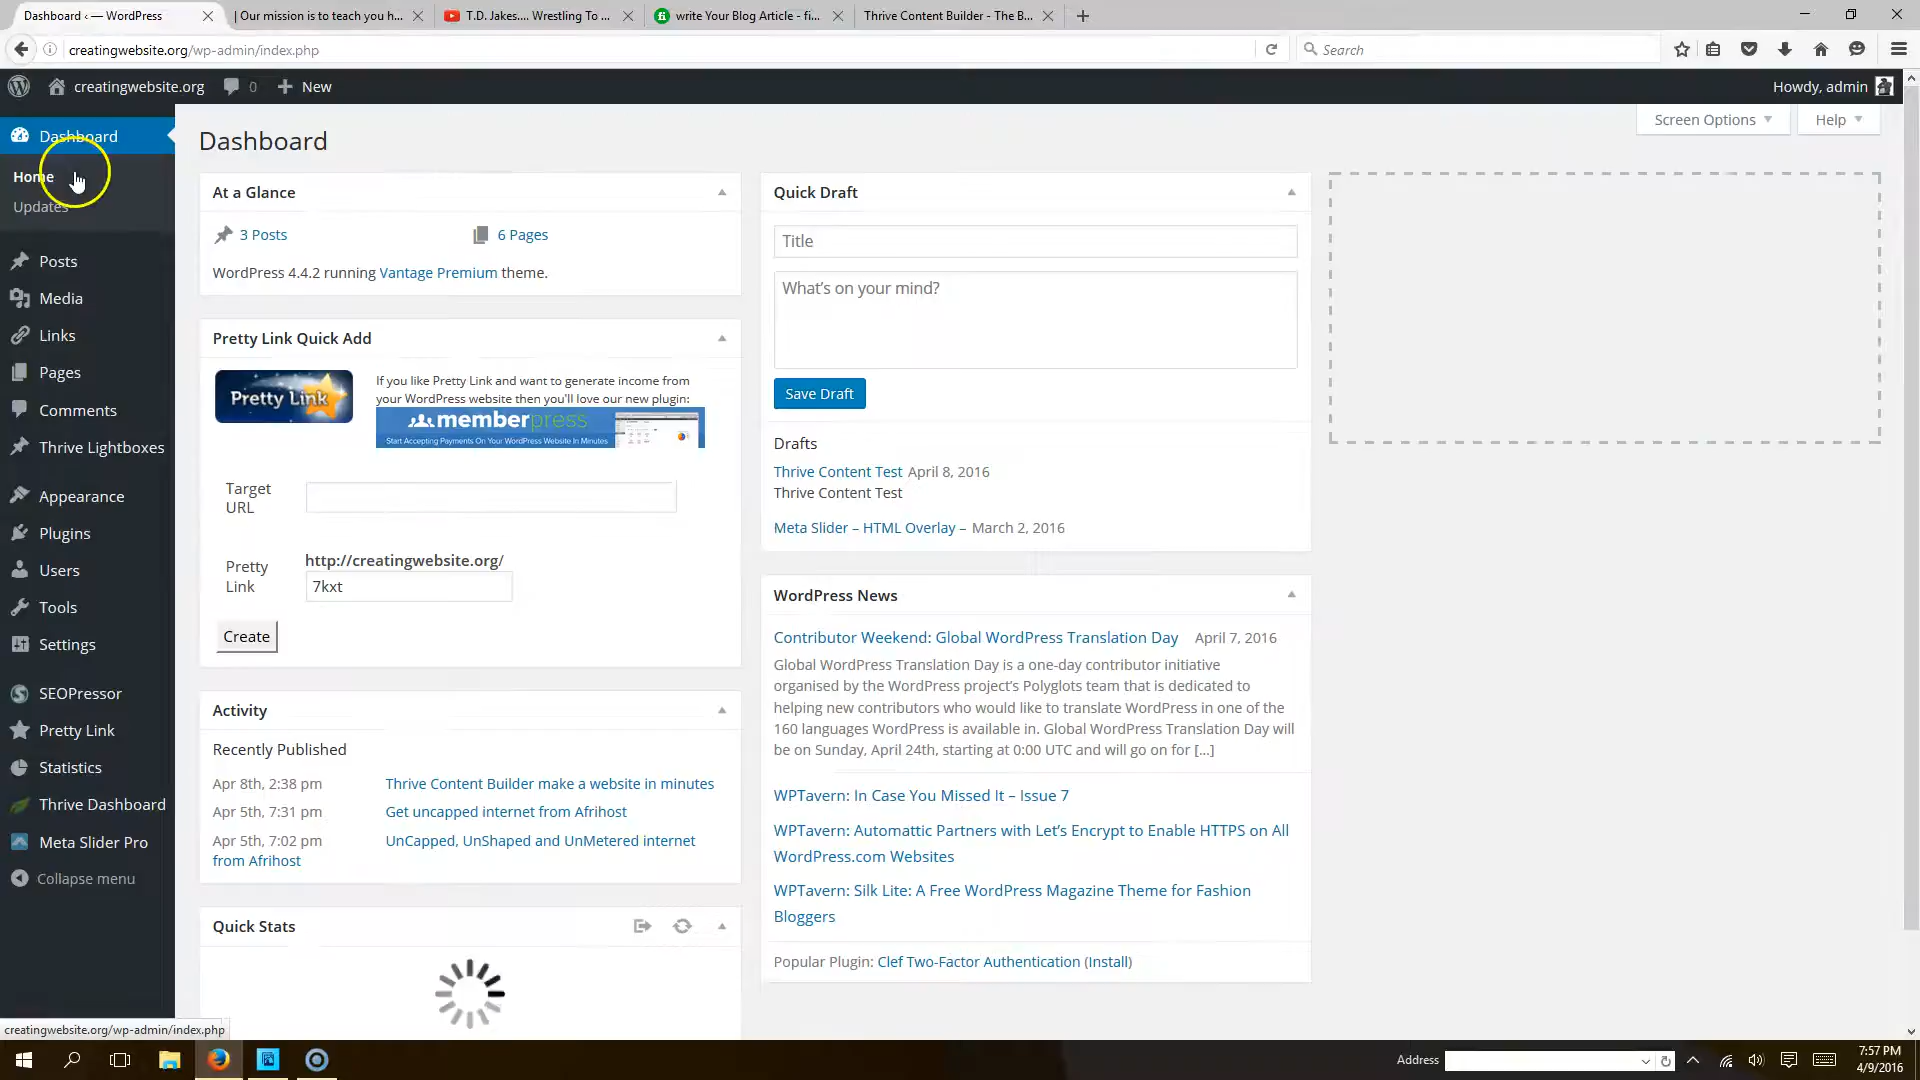 Dashboard ‹ — WordPress
| Our mission is to teach you h...
T.D. Jakes.... Wrestling To ...
write Your Blog Article - fi...
Thrive Content Builder - The B...
creatingwebsite.org/wp-admin/index.php
Search
creatingwebsite.org
0
New
Howdy, admin
Dashboard
Home
Updates
Posts
Media
Links
Pages
Comments
Thrive Lightboxes
Appearance
Plugins
Users
Tools
Settings
SEOPressor
Pretty Link
Statistics
Thrive Dashboard
Meta Slider Pro
Collapse menu
Screen Options
Help
Dashboard
At a Glance
3 Posts
6 Pages
WordPress 4.4.2 running Vantage Premium theme.
Pretty Link Quick Add
Pretty Link
If you like Pretty Link and want to generate income from
your WordPress website then you'll love our new plugin:
memberpress
Start Accepting Payments On Your WordPress Website In Minutes
Target
URL
Pretty
Link
http://creatingwebsite.org/
7kxt
Create
Activity
Recently Published
Apr 8th, 2:38 pm Thrive Content Builder make a website in minutes
Apr 5th, 7:31 pm Get uncapped internet from Afrihost
Apr 5th, 7:02 pm UnCapped, UnShaped and UnMetered internet
from Afrihost
Quick Stats
Quick Draft
Title
What's on your mind?
Save Draft
Drafts
Thrive Content Test April 8, 2016
Thrive Content Test
Meta Slider – HTML Overlay – March 2, 2016
WordPress News
Contributor Weekend: Global WordPress Translation Day April 7, 2016
Global WordPress Translation Day is a one-day contributor initiative
organised by the WordPress project's Polyglots team that is dedicated to
helping new contributors who would like to translate WordPress in one of the
160 languages WordPress is available in. Global WordPress Translation Day will
be on Sunday, April 24th, starting at 0:00 UTC and will go on for […]
WPTavern: In Case You Missed It – Issue 7
WPTavern: Automattic Partners with Let's Encrypt to Enable HTTPS on All
WordPress.com Websites
WPTavern: Silk Lite: A Free WordPress Magazine Theme for Fashion
Bloggers
Popular Plugin: Clef Two-Factor Authentication (Install)
creatingwebsite.org/wp-admin/index.php
Address
7:57 PM
4/9/2016